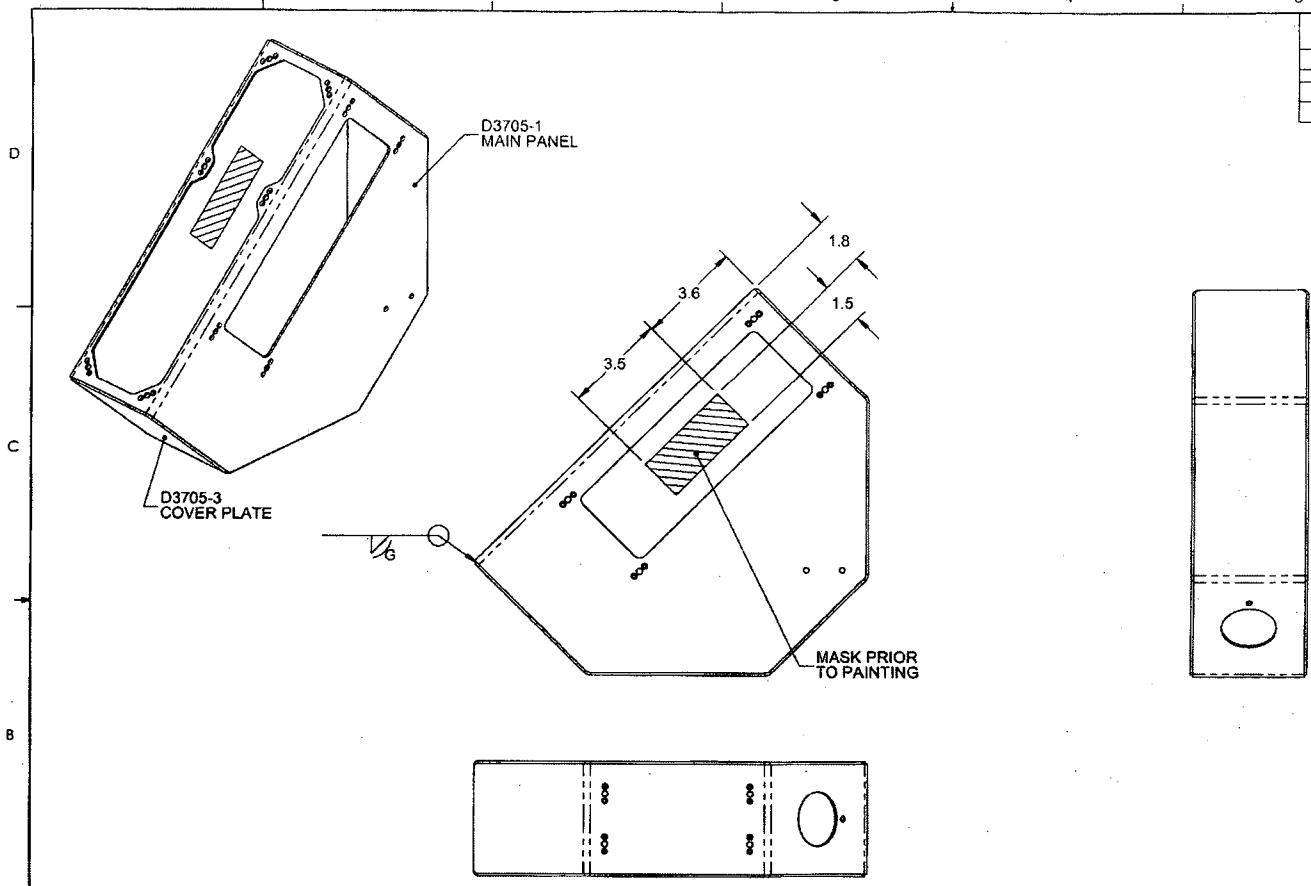 D
D3705-1
MAIN PANEL
1.8
3.6
1.5
3.5
C
D3705-3
COVER PLATE
G
MASK PRIOR
TO PAINTING
B